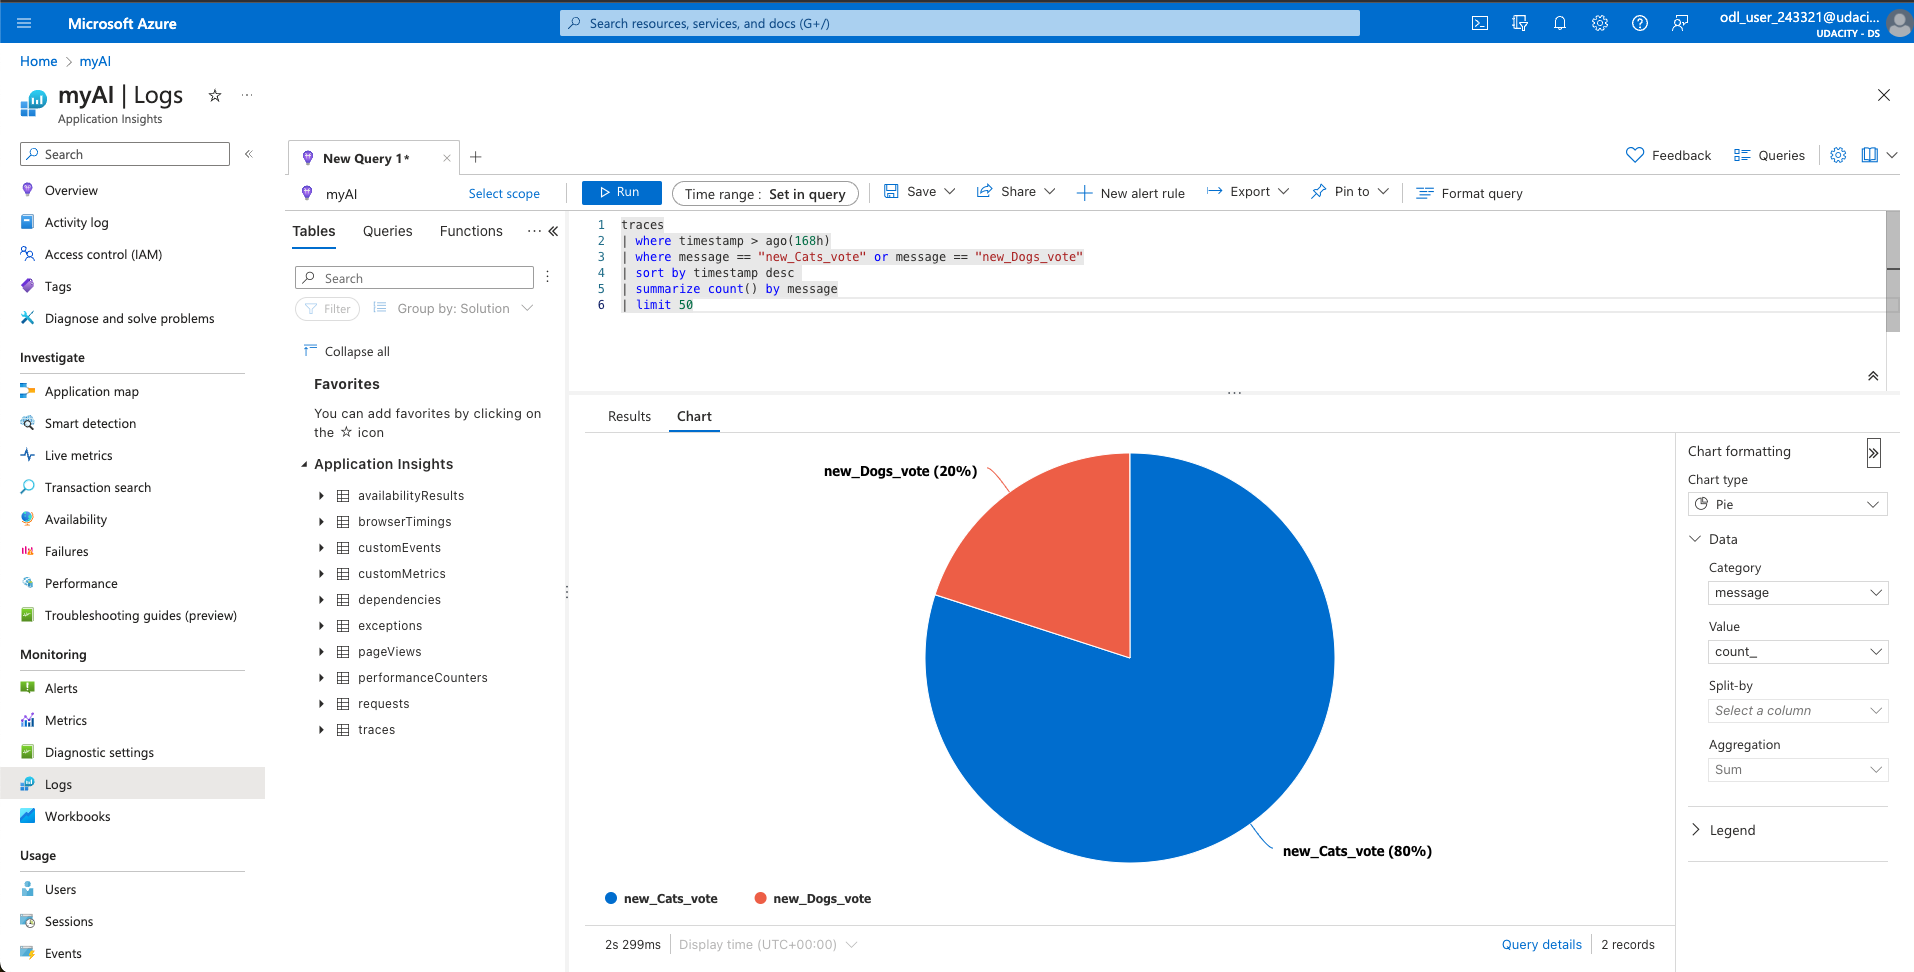 Microsoft Azure
Search resources, services, and docs (G+/)
odl_user_243321@udaci...
UDACITY - DS
Home > myAI
myAI | Logs
Application Insights
Search
Overview
Activity log
Access control (IAM)
Tags
Diagnose and solve problems
Investigate
Application map
Smart detection
Live metrics
Transaction search
Availability
Failures
Performance
Troubleshooting guides (preview)
Monitoring
Alerts
Metrics
Diagnostic settings
Logs
Workbooks
Usage
Users
Sessions
Events
New Query 1*
Feedback
Queries
myAI
Select scope
Run
Time range : Set in query
Save
Share
New alert rule
Export
Pin to
Format query
Tables
Queries
Functions
Search
Filter
Group by: Solution
Collapse all
Favorites
You can add favorites by clicking on
the ☆ icon
Application Insights
availabilityResults
browserTimings
customEvents
customMetrics
dependencies
exceptions
pageViews
performanceCounters
requests
traces
1 traces
2 | where timestamp > ago(168h)
3 | where message == "new_Cats_vote" or message == "new_Dogs_vote"
4 | sort by timestamp desc
5 | summarize count() by message
6 | limit 50
Results
Chart
new_Dogs_vote (20%)
new_Cats_vote (80%)
new_Cats_vote
new_Dogs_vote
2s 299ms
Display time (UTC+00:00)
Query details
2 records
Chart formatting
Chart type
Pie
Data
Category
message
Value
count_
Split-by
Select a column
Aggregation
Sum
Legend